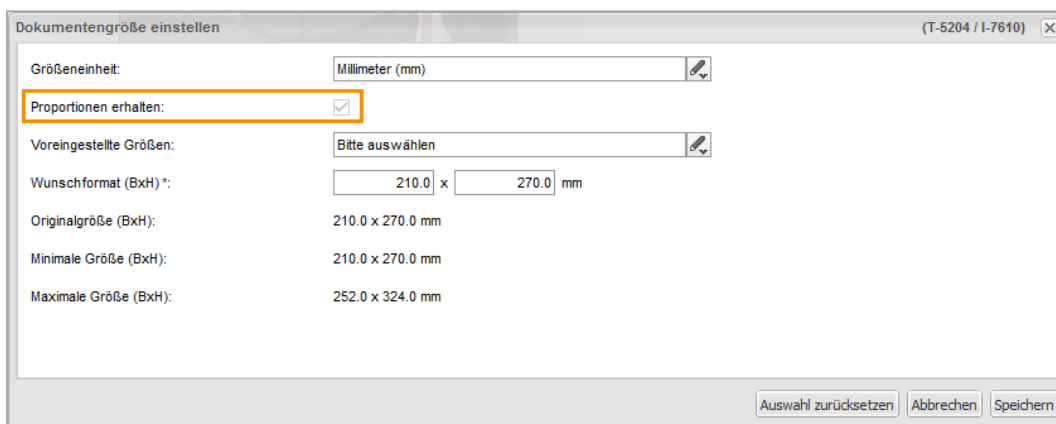 Dokumentengröße einstellen (T-5204 / I-7610)
Größeneinheit: Millimeter (mm)
Proportionen erhalten:
Voreingestellte Größen: Bitte auswählen
Wunschformat (BxH)*: 210.0 x 270.0 mm
Originalgröße (BxH): 210.0 x 270.0 mm
Minimale Größe (BxH): 210.0 x 270.0 mm
Maximale Größe (BxH): 252.0 x 324.0 mm
Auswahl zurücksetzen Abbrechen Speichern